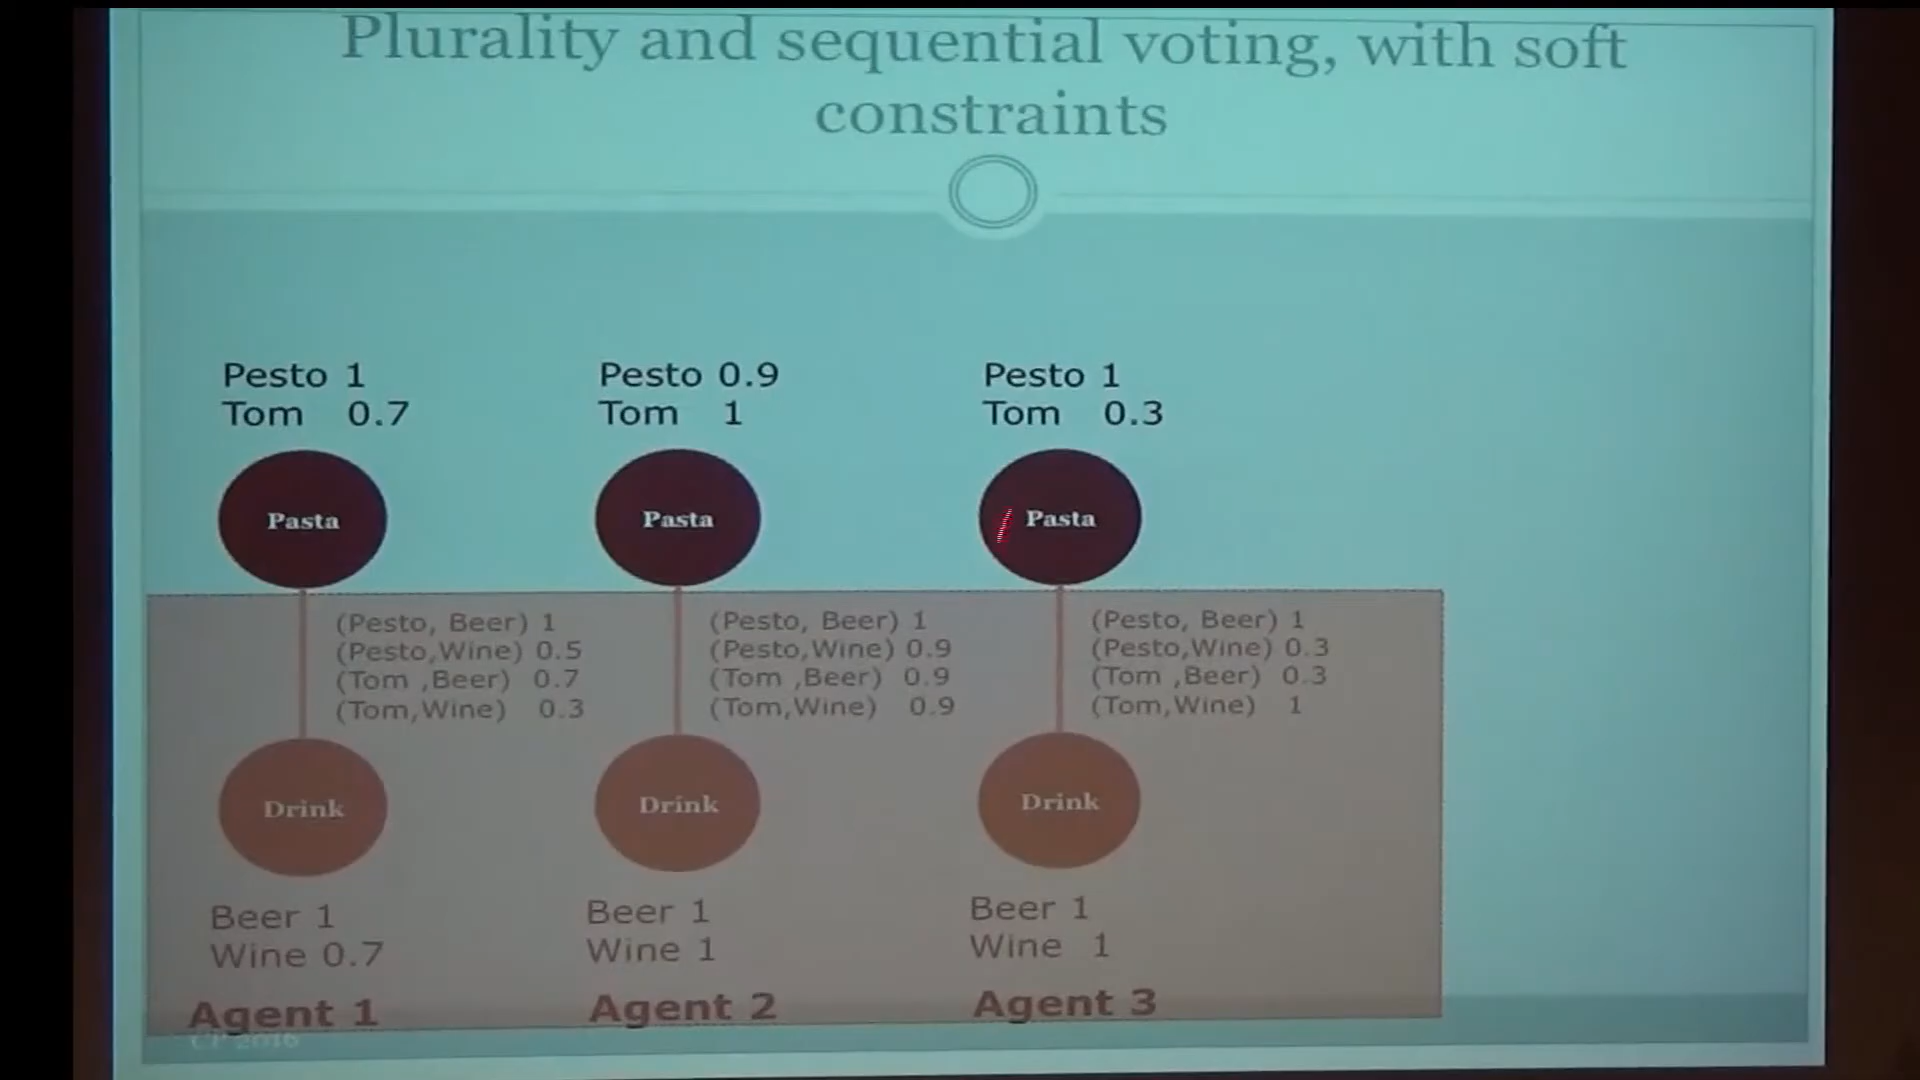 Plurality and sequential voting, with soft
constraints
Pesto 1
Tom 0.7
Pesto 0.9
Tom 1
Pesto 1
Tom 0.3
Pasta
Pasta
Pasta
(Pesto, Beer) 1
(Pesto,Wine) 0.5
(Tom ,Beer) 0.7
(Tom,Wine) 0.3
(Pesto, Beer) 1
(Pesto,Wine) 0.9
(Tom ,Beer) 0.9
(Tom,Wine) 0.9
(Pesto, Beer) 1
(Pesto,Wine) 0.3
(Tom ,Beer) 0.3
(Tom,Wine) 1
Drink
Drink
Drink
Beer 1
Wine 0.7
Beer 1
Wine 1
Beer 1
Wine 1
Agent 1
Agent 2
Agent 3
CP 2016